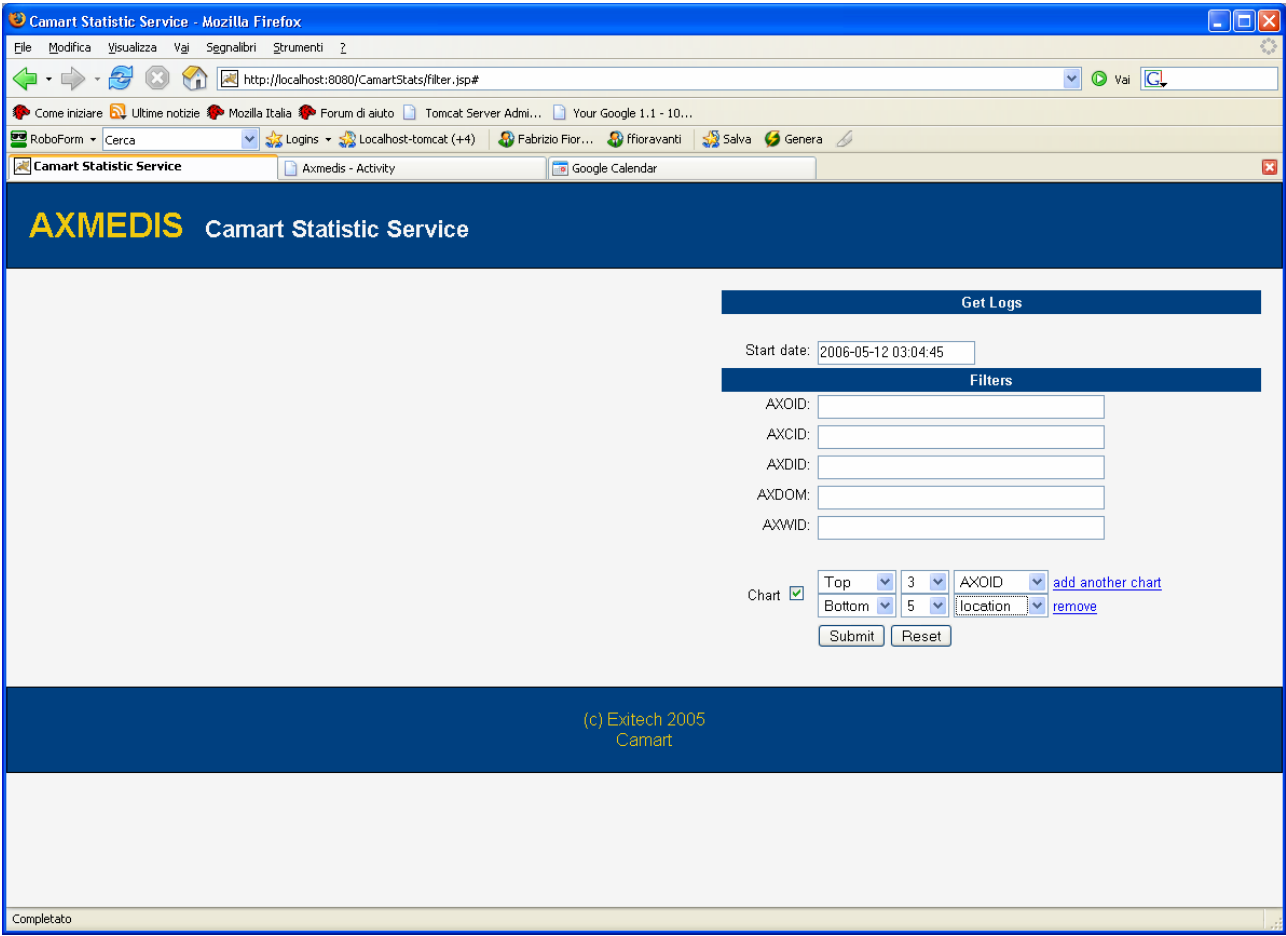 Camart Statistic Service - Mozilla Firefox
File Modifica Visualizza Vai Segnalibri Strumenti ?
http://localhost:8080/CamartStats/filter.jsp# Vai G
Come iniziare Ultime notizie Mozilla Italia Forum di aiuto Tomcat Server Admi... Your Google 1.1 - 10...
RoboForm Cerca Logins Localhost-tomcat (+4) Fabrizio Fior... ffioravanti Salva Genera
Camart Statistic Service Axmedis - Activity Google Calendar
AXMEDIS Camart Statistic Service
Get Logs
Start date: 2006-05-12 03:04:45
Filters
AXOID:
AXCID:
AXDID:
AXDOM:
AXWID:
Chart Top 3 AXOID add another chart
Bottom 5 location remove
Submit Reset
(c) Exitech 2005
Camart
Completato